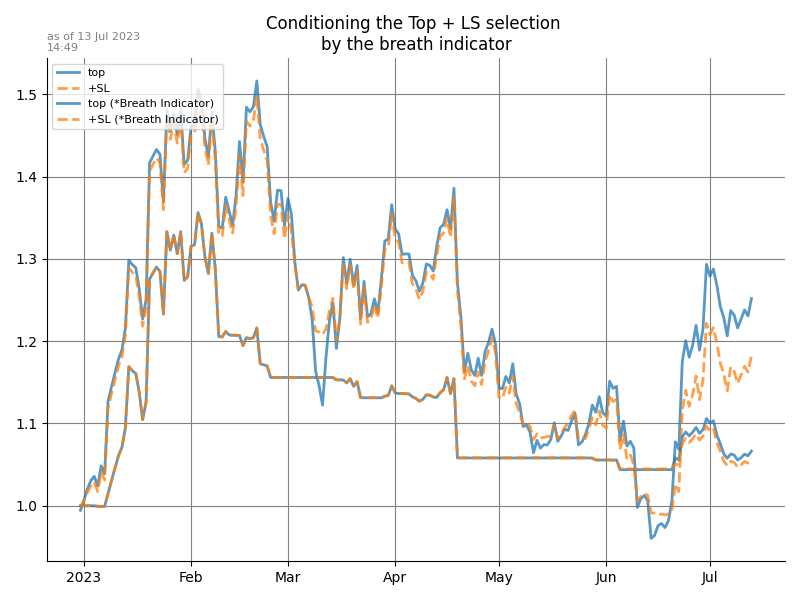 Conditioning the Top + LS selection
by the breath indicator
as of 13 Jul 2023
14:49
top
+SL
top (*Breath Indicator)
+SL (*Breath Indicator)
1.5
1.4
1.3
1.2
1.1
1.0
2023 Feb Mar Apr May Jun Jul